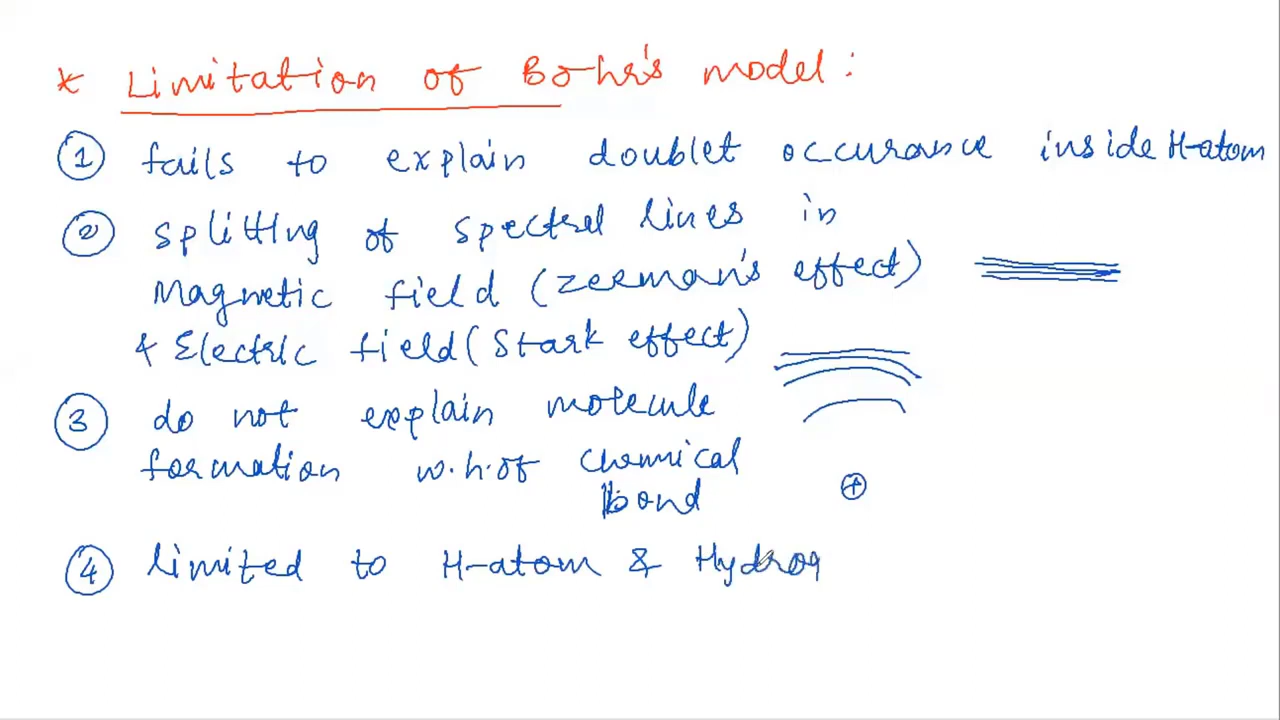 * Limitation of Bohr's model :
1 fails to explain doublet occurance inside H-atom
2 splitting of spectral lines in
Magnetic field (Zeeman's effect)
& Electric field (Stark effect)
3 do not explain molecule
formation w.h.of chemical
bond
+
4 limited to H-atom & Hydrog